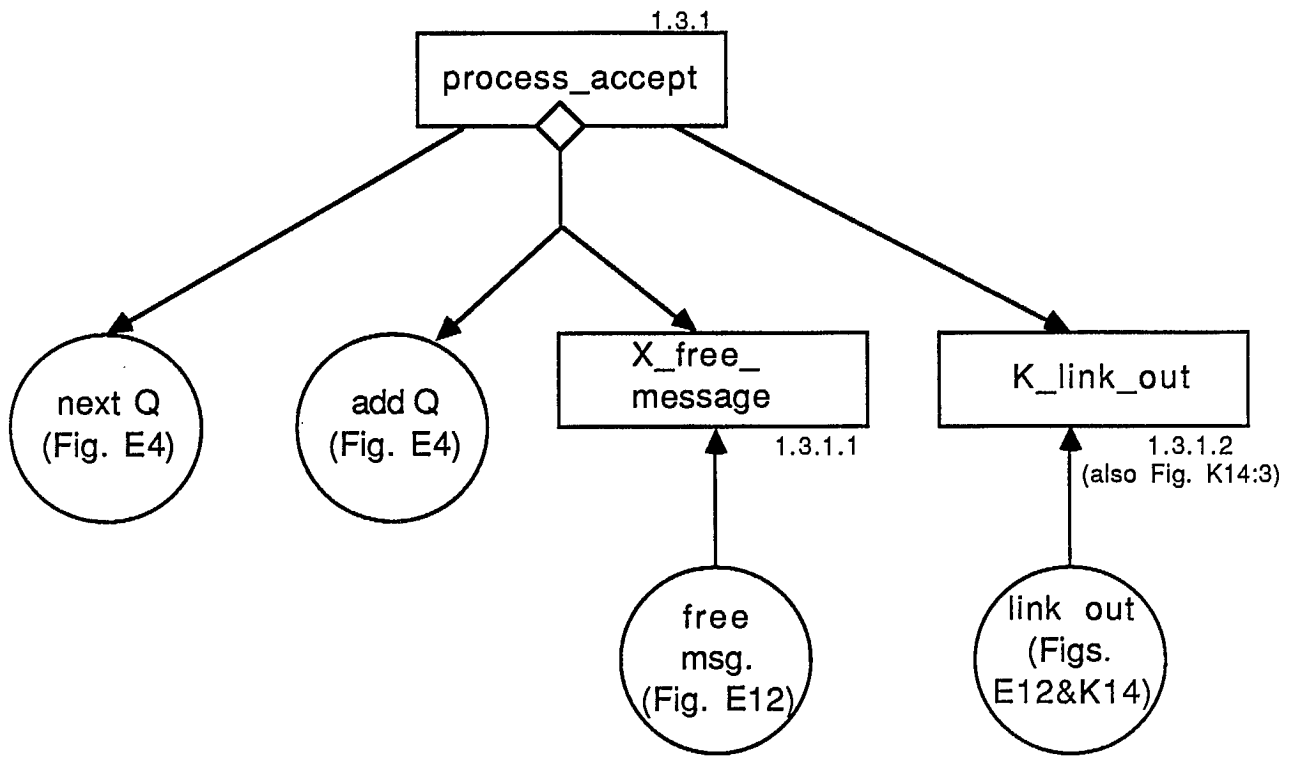 1.3.1
process_accept
next Q
(Fig. E4)
add Q
(Fig. E4)
X_free_
message
1.3.1.1
K_link_out
1.3.1.2
(also Fig. K14:3)
free
msg.
(Fig. E12)
link out
(Figs.
E12&K14)